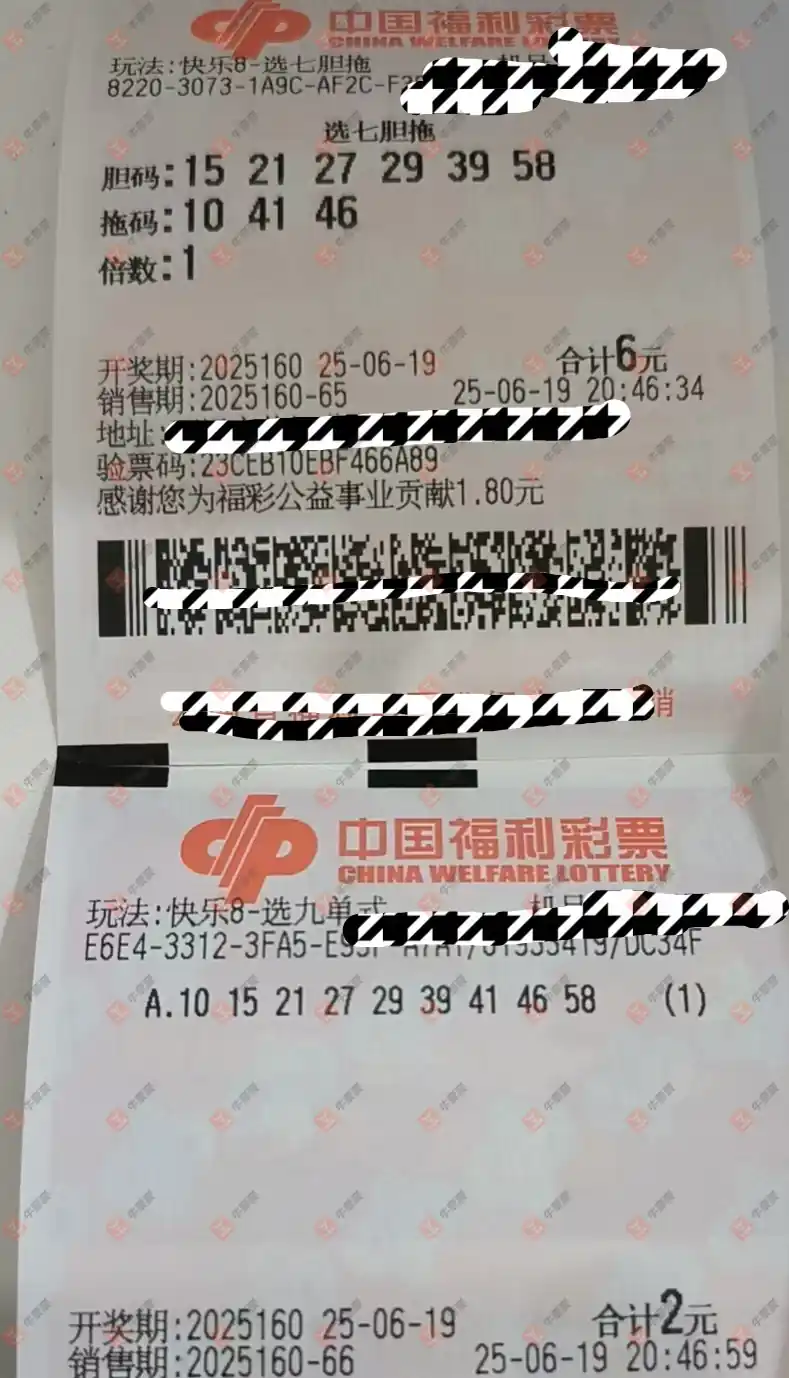 中国福利彩票
CHINA WELFARE LOTTERY
玩法:快乐8-选七胆拖
8220-3073-1A9C-AF2C-F
选七胆拖
胆码:15 21 27 29 39 58
拖码:10 41 46
倍数:1
合计6元
开奖期:2025160 25-06-19
销售期:2025160-65 25-06-19 20:46:34
地址:
验票码:23CEB10EBF466A89
感谢您为福彩公益事业贡献1.80元
销
中国福利彩票
CHINA WELFARE LOTTERY
玩法:快乐8-选九单式 机号
E6E4-3312-3FA5-E93F-A7A1/61955419/DC34F
A.10 15 21 27 29 39 41 46 58 (1)
合计2元
开奖期:2025160 25-06-19
销售期:2025160-66 25-06-19 20:46:59